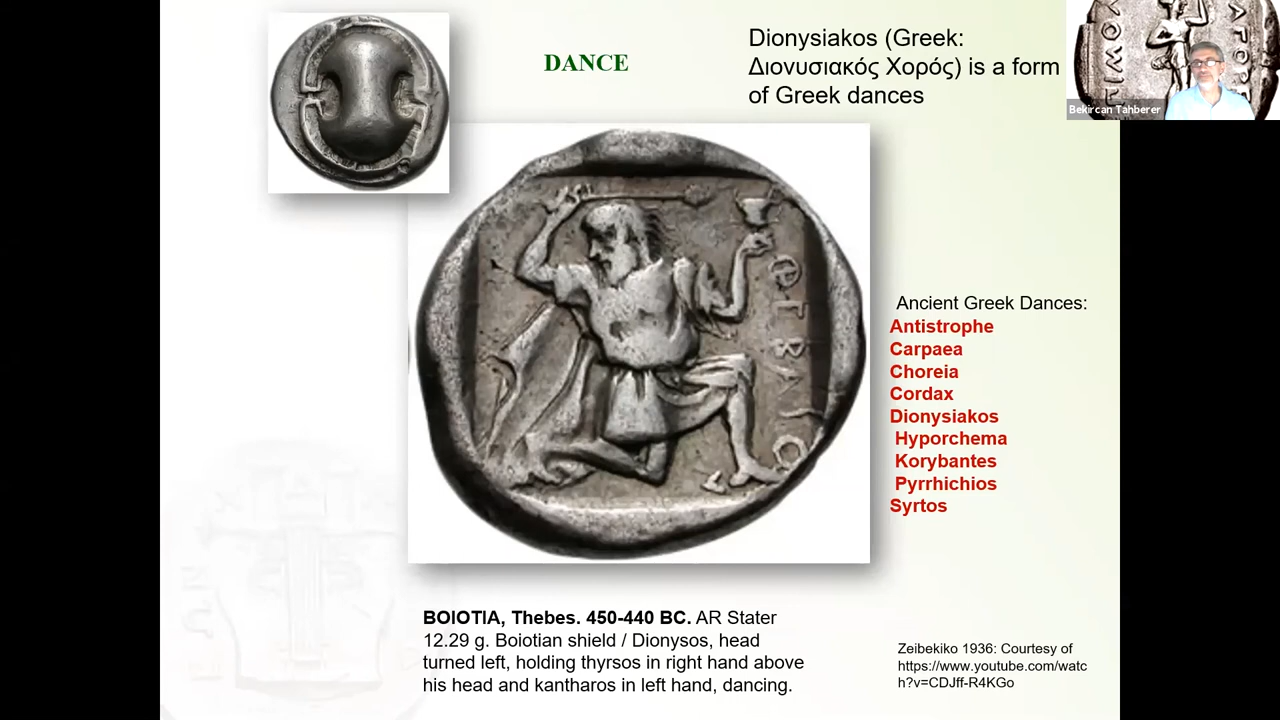 DANCE
Dionysiakos (Greek:
Διονυσιακός Χορός) is a form
of Greek dances
Bekircan Tahberer
Ancient Greek Dances:
Antistrophe
Carpaea
Choreia
Cordax
Dionysiakos
Hyporchema
Korybantes
Pyrrhichios
Syrtos
BOIOTIA, Thebes. 450-440 BC. AR Stater
12.29 g. Boiotian shield / Dionysos, head
turned left, holding thyrsos in right hand above
his head and kantharos in left hand, dancing.
Zeibekiko 1936: Courtesy of
https://www.youtube.com/watc
h?v=CDJff-R4KGo